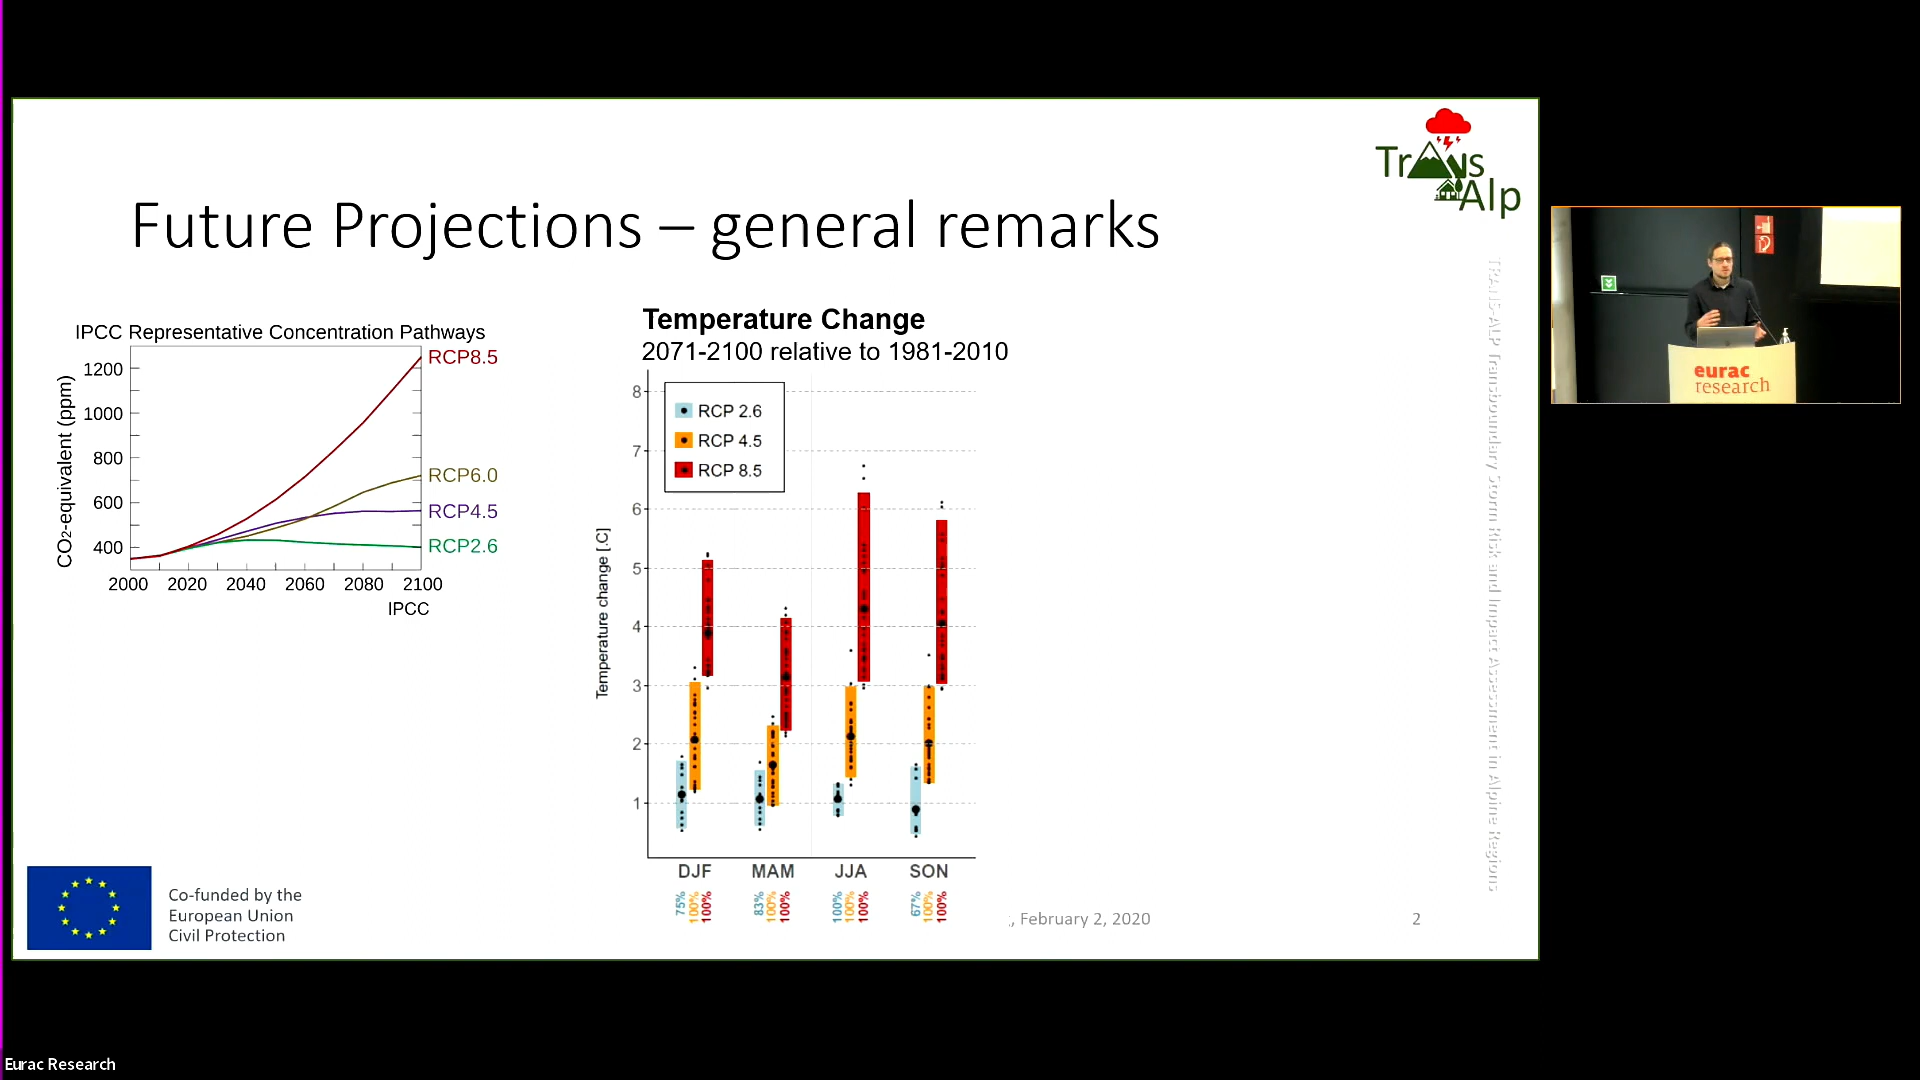 Trans
Alp
Future Projections – general remarks
IPCC Representative Concentration Pathways
CO2-equivalent (ppm)
1200
1000
800
600
400
2000 2020 2040 2060 2080 2100
IPCC
RCP8.5
RCP6.0
RCP4.5
RCP2.6
Temperature Change
2071-2100 relative to 1981-2010
Temperature change [.C]
8
7
6
5
4
3
2
1
RCP 2.6
RCP 4.5
RCP 8.5
DJF MAM JJA SON
75% 100% 100% 83% 100% 100% 100% 100% 100% 67% 100% 100%
TRANS-ALP Transboundary Storm Risk and Impact Assessment in Alpine Regions
Co-funded by the
European Union
Civil Protection
, February 2, 2020
2
eurac
research
Eurac Research